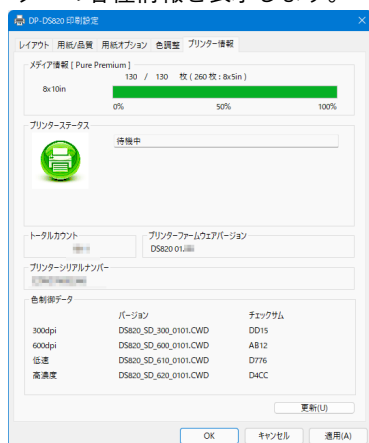 DP-DS820 印刷設定
レイアウト 用紙/品質 用紙オプション 色調整 プリンター情報
メディア情報 [ Pure Premium ]
130 / 130 枚 ( 260 枚 : 8x5in )
8x10in
0% 50% 100%
プリンターステータス
待機中
トータルカウント プリンターファームウェアバージョン
DS820 01.
プリンターシリアルナンバー
色制御データ
バージョン チェックサム
300dpi DS820_SD_300_0101.CWD DD15
600dpi DS820_SD_600_0101.CWD AB12
低速 DS820_SD_610_0101.CWD D776
高濃度 DS820_SD_620_0101.CWD D4CC
更新(U)
OK キャンセル 適用(A)